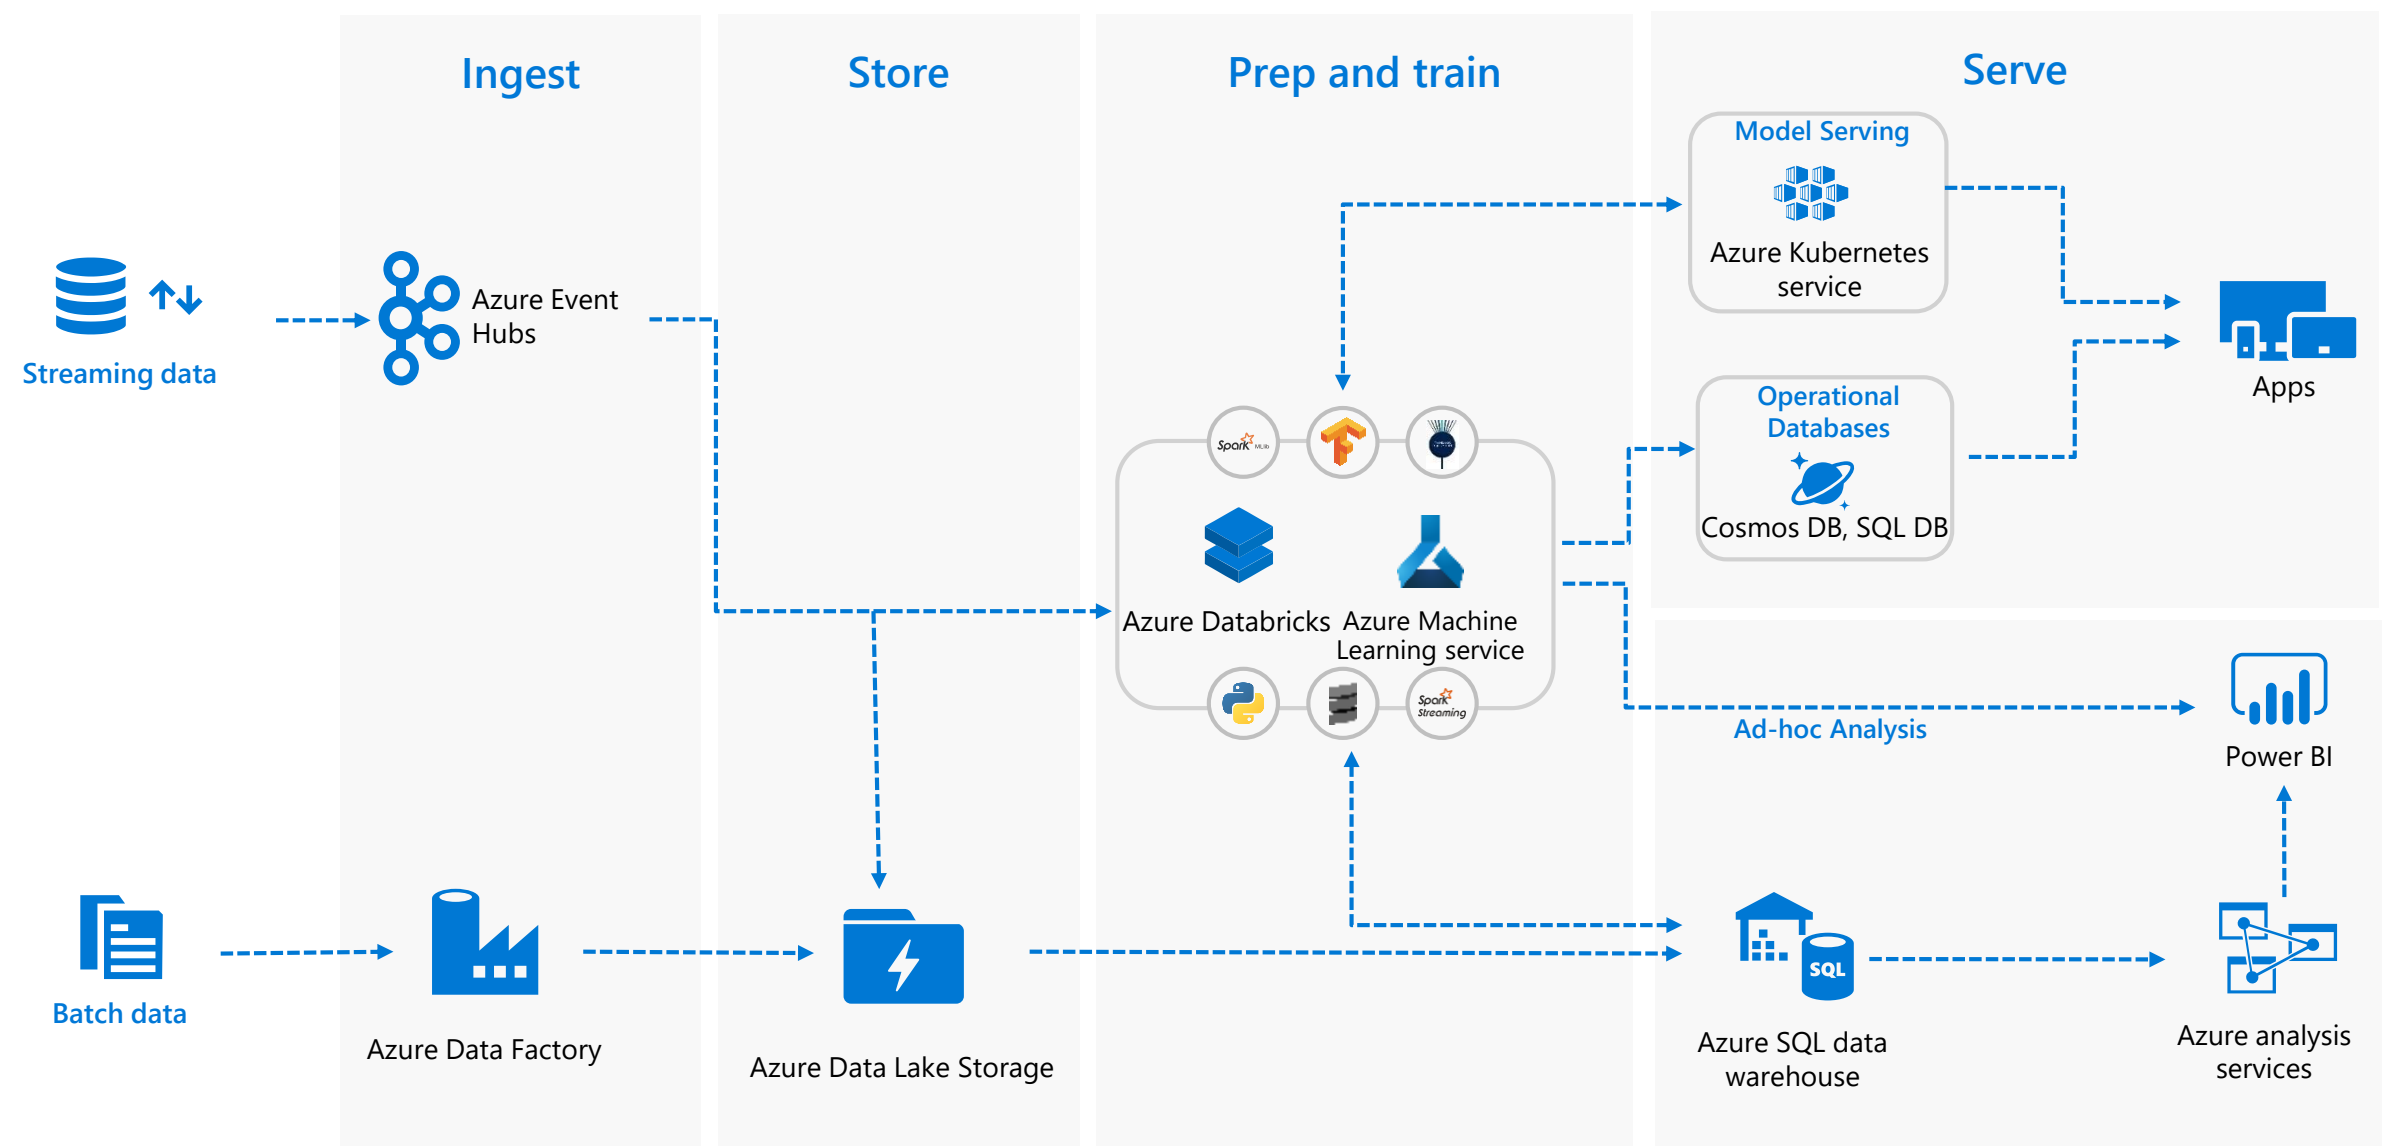 Ingest
Store
Prep and train
Serve
Model Serving
Azure Kubernetes
service
Azure Event
Hubs
Streaming data
Apps
Operational
Databases
Spark MLlib
Cosmos DB, SQL DB
Azure Databricks
Azure Machine
Learning service
Spark
Streaming
Ad-hoc Analysis
Power BI
SQL
Batch data
Azure Data Factory
Azure Data Lake Storage
Azure SQL data
warehouse
Azure analysis
services